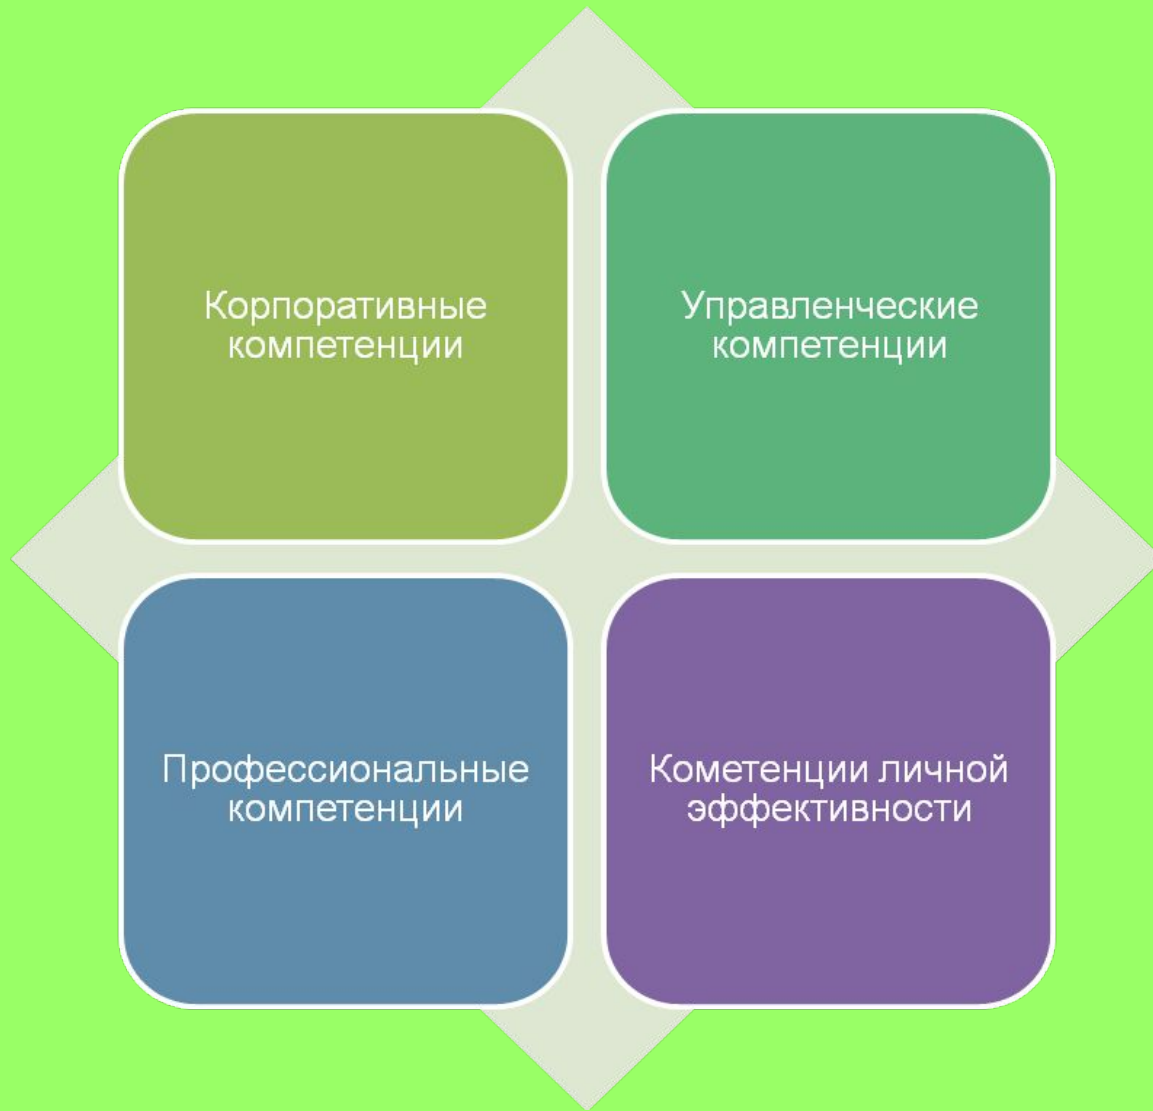 Корпоративные
компетенции
Управленческие
компетенции
Профессиональные
компетенции
Кометенции личной
эффективности